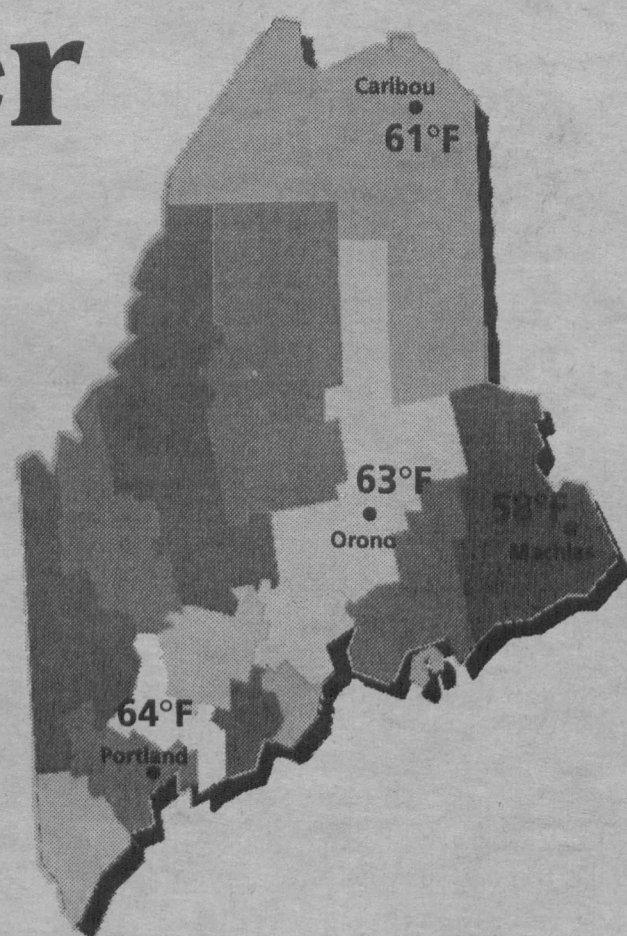 er
Caribou
61°F
63°F
Orono
58°F
Machias
64°F
Portland